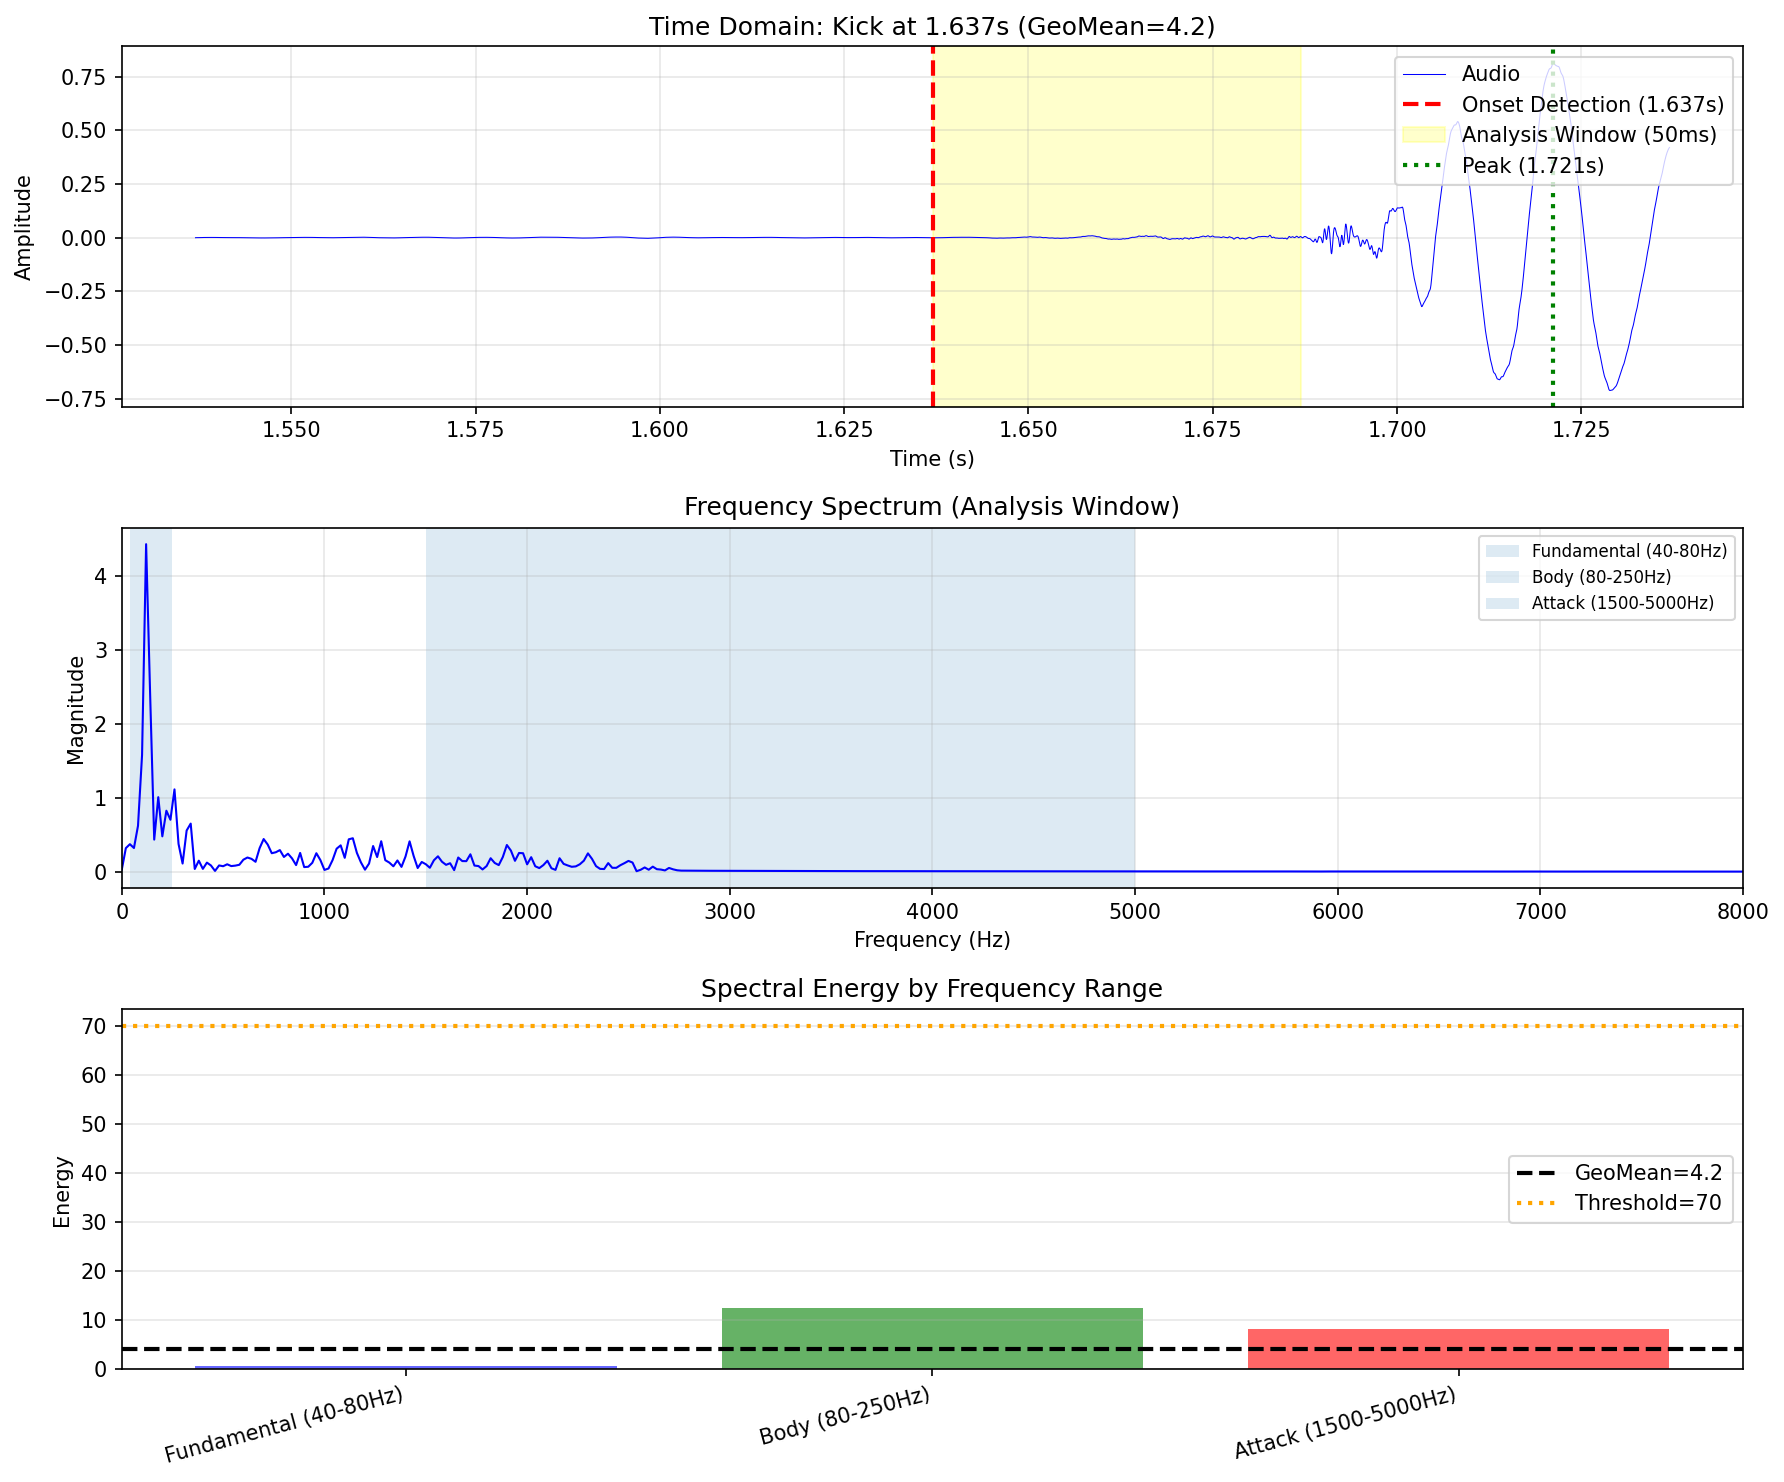 Time Domain: Kick at 1.637s (GeoMean=4.2)
Amplitude
0.75
0.50
0.25
0.00
−0.25
−0.50
−0.75
Audio
Onset Detection (1.637s)
Analysis Window (50ms)
Peak (1.721s)
1.550 1.575 1.600 1.625 1.650 1.675 1.700 1.725
Time (s)
Frequency Spectrum (Analysis Window)
Magnitude
4
3
2
1
0
Fundamental (40-80Hz)
Body (80-250Hz)
Attack (1500-5000Hz)
0 1000 2000 3000 4000 5000 6000 7000 8000
Frequency (Hz)
Spectral Energy by Frequency Range
Energy
70
60
50
40
30
20
10
0
GeoMean=4.2
Threshold=70
Fundamental (40-80Hz)
Body (80-250Hz)
Attack (1500-5000Hz)